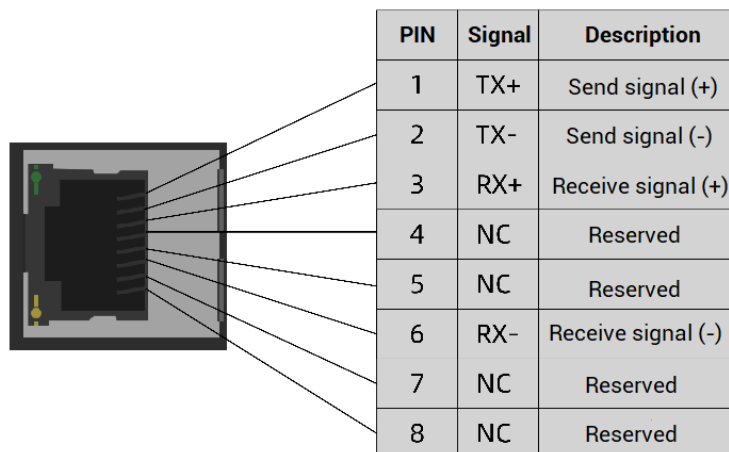 PIN Signal Description
1 TX+ Send signal (+)
2 TX- Send signal (-)
3 RX+ Receive signal (+)
4 NC Reserved
5 NC Reserved
6 RX- Receive signal (-)
7 NC Reserved
8 NC Reserved